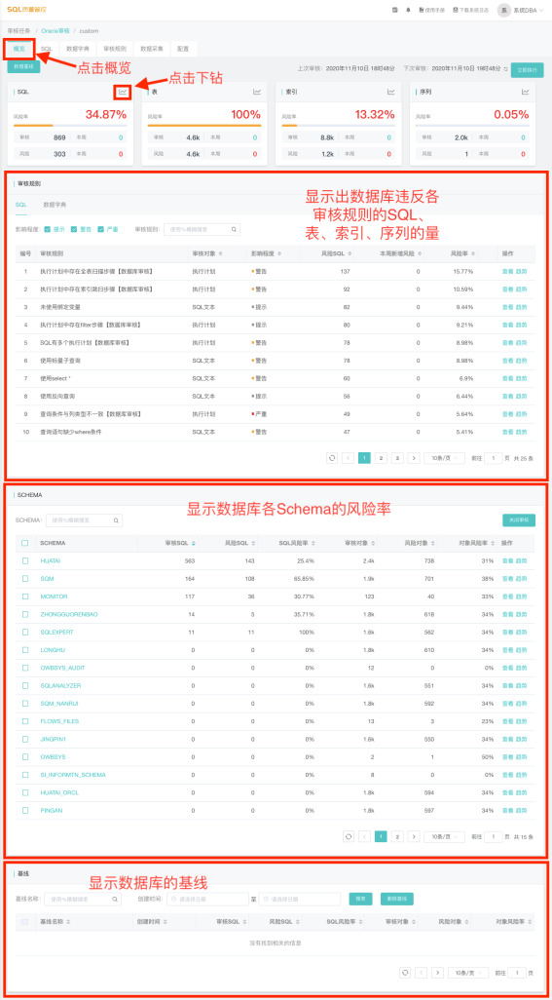 SQL质量管控
使用手册 下载系统日志 系统DBA
审核任务 / Oracle审核 / custom
概览 SQL 数据字典 审核规则 数据采集 配置
点击概览
点击下钻
上次审核: 2020年11月10日 18时48分 下次审核: 2020年11月10日 19时48分 立即执行
SQL
风险率 34.87%
审核 869 本周 0
风险 303 本周 0
表
风险率 100%
审核 4.6k 本周 0
风险 4.6k 本周 0
索引
风险率 13.32%
审核 8.8k 本周 0
风险 1.2k 本周 0
序列
风险率 0.05%
审核 2.0k 本周 0
风险 1 本周 0
审核规则
显示出数据库违反各
审核规则的SQL、
表、索引、序列的量
SQL 数据字典
影响程度: 提示 警告 严重 审核规则: 使用%模糊搜索
编号 审核规则 审核对象 影响程度 风险SQL 本周新增风险 风险率 操作
1 执行计划中存在全表扫描步骤【数据库审核】 执行计划 警告 137 0 15.77% 查看 趋势
2 执行计划中存在索引跳扫步骤【数据库审核】 执行计划 警告 92 0 10.59% 查看 趋势
3 未使用绑定变量 SQL文本 提示 82 0 9.44% 查看 趋势
4 执行计划中存在filter步骤【数据库审核】 执行计划 提示 80 0 9.21% 查看 趋势
5 SQL有多个执行计划【数据库审核】 执行计划 警告 78 0 8.98% 查看 趋势
6 使用标量子查询 SQL文本 警告 78 0 8.98% 查看 趋势
7 使用select * SQL文本 警告 60 0 6.9% 查看 趋势
8 使用反向查询 SQL文本 提示 56 0 6.44% 查看 趋势
9 查询条件与列类型不一致【数据库审核】 执行计划 严重 49 0 5.64% 查看 趋势
10 查询语句缺少where条件 SQL文本 警告 47 0 5.41% 查看 趋势
1 2 3 10条/页 前往 1 页 共 25 条
SCHEMA
显示数据库各Schema的风险率
SCHEMA: 使用%模糊搜索
SCHEMA 审核SQL 风险SQL SQL风险率 审核对象 风险对象 对象风险率 操作
HUATAI 563 143 25.4% 2.4k 738 31% 查看 趋势
SQM 164 108 65.85% 1.9k 701 38% 查看 趋势
MONITOR 117 36 30.77% 123 40 33% 查看 趋势
ZHONGGUORENBAO 14 5 35.71% 1.8k 618 34% 查看 趋势
SQLEXPERT 11 11 100% 1.6k 562 34% 查看 趋势
LONGHU 0 0 0% 1.8k 610 34% 查看 趋势
OWBSYS_AUDIT 0 0 0% 12 0 0% 查看 趋势
SQLANALYZER 0 0 0% 1.6k 551 34% 查看 趋势
SQM_NANRUI 0 0 0% 1.8k 592 34% 查看 趋势
FLOWS_FILES 0 0 0% 13 3 23% 查看 趋势
JINGPIN1 0 0 0% 1.6k 550 34% 查看 趋势
OWBSYS 0 0 0% 2 1 50% 查看 趋势
SI_INFORMTN_SCHEMA 0 0 0% 8 0 0% 查看 趋势
HUATAI_ORCL 0 0 0% 1.8k 594 34% 查看 趋势
PINGAN 0 0 0% 1.8k 597 34% 查看 趋势
1 2 10条/页 前往 1 页 共 15 条
基线
显示数据库的基线
基线名称: 使用%模糊搜索 创建时间: 请选择日期 至 请选择日期 搜索 删除基线
基线名称 创建时间 审核SQL 风险SQL SQL风险率 审核对象 风险对象 对象风险率
没有找到相关的信息
10条/页 前往 1 页